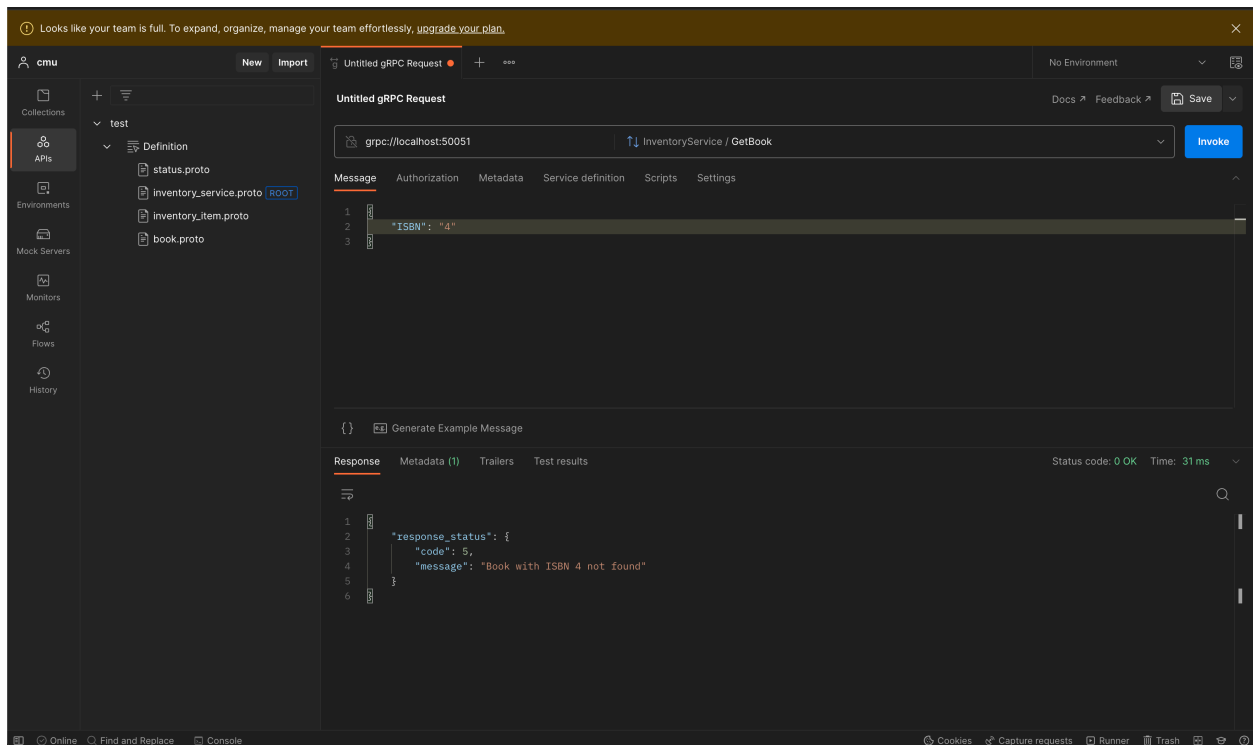 Looks like your team is full. To expand, organize, manage your team effortlessly, upgrade your plan.
cmu
New Import
Untitled gRPC Request
No Environment
Collections
APIs
Environments
Mock Servers
Monitors
Flows
History
test
Definition
status.proto
inventory_service.proto ROOT
inventory_item.proto
book.proto
Untitled gRPC Request
Docs Feedback Save
grpc://localhost:50051 InventoryService / GetBook Invoke
Message Authorization Metadata Service definition Scripts Settings
1 {
2 "ISBN": "4"
3 }
{} Generate Example Message
Response Metadata (1) Trailers Test results Status code: 0 OK Time: 31 ms
1 {
2 "response_status": {
3 "code": 5,
4 "message": "Book with ISBN 4 not found"
5 }
6 }
Online Find and Replace Console Cookies Capture requests Runner Trash